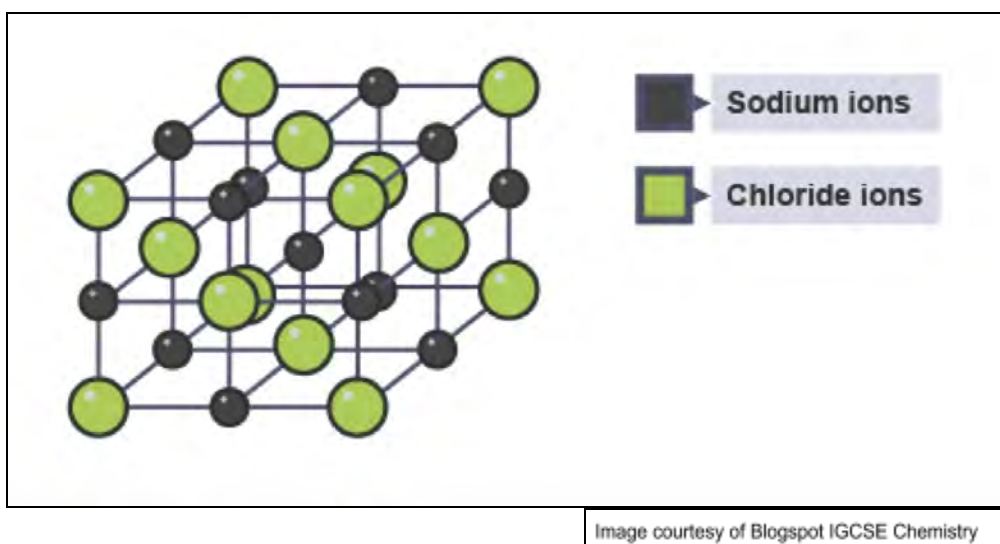 Sodium ions
Chloride ions
Image courtesy of Blogspot IGCSE Chemistry